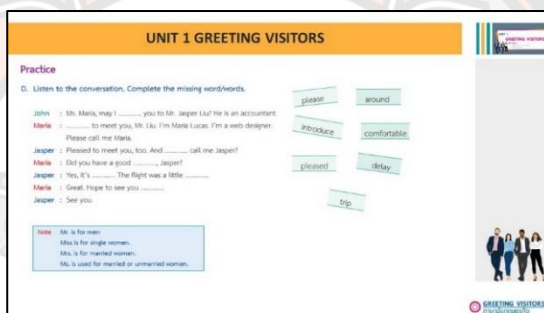 UNIT 1 GREETING VISITORS
GREETING VISITORS
Practice
D. Listen to the conversation. Complete the missing word/words.
John : Ms. Maria, may I ........... you to Mr. Jasper Liu? He is an accountant.
Maria : ........... to meet you, Mr. Liu. I'm Maria Lucas. I'm a web designer.
Please call me Maria.
Jasper : Pleased to meet you, too. And ........... call me Jasper?
Maria : Did you have a good ..........., Jasper?
Jasper : Yes, it's ........... The flight was a little ...........
Maria : Great. Hope to see you ...........
Jasper : See you.
please
around
introduce
comfortable
pleased
delay
trip
Note Mr. is for men
Miss is for single women.
Mrs. is for married women.
Ms. is used for married or unmarried women.
GREETING VISITORS